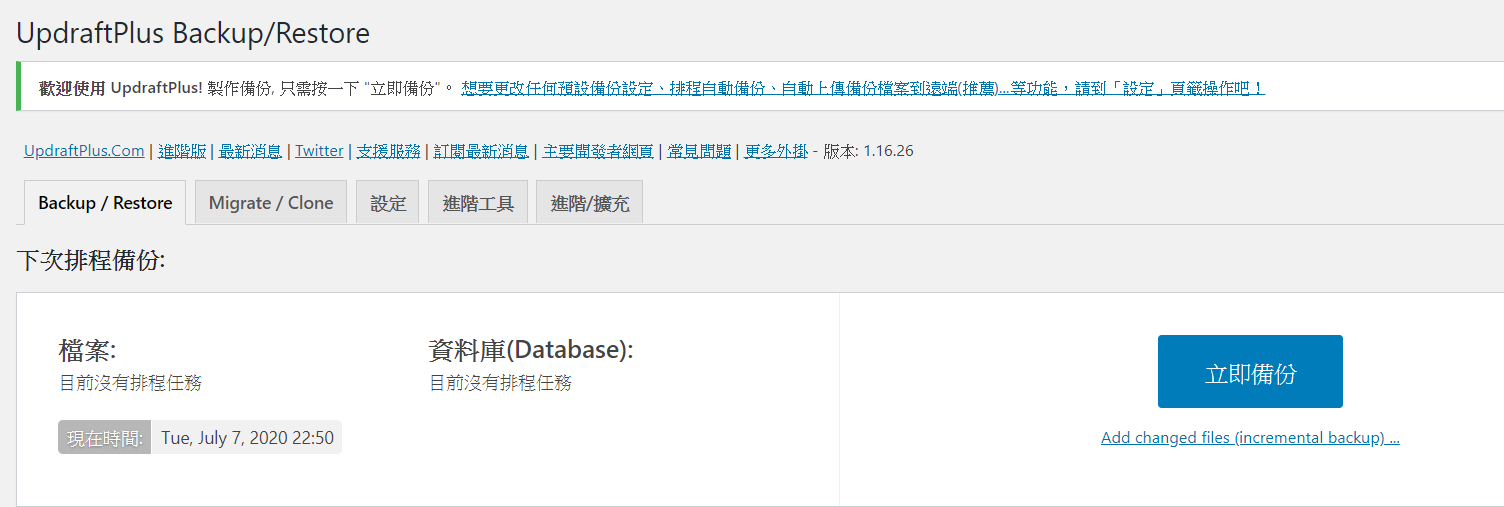 UpdraftPlus Backup/Restore
歡迎使用 UpdraftPlus! 製作備份, 只需按一下 "立即備份"。 想要更改任何預設備份設定、排程自動備份、自動上傳備份檔案到遠端(推薦)...等功能，請到「設定」頁籤操作吧！
UpdraftPlus.Com | 進階版 | 最新消息 | Twitter | 支援服務 | 訂閱最新消息 | 主要開發者網頁 | 常見問題 | 更多外掛 - 版本: 1.16.26
Backup / Restore Migrate / Clone 設定 進階工具 進階/擴充
下次排程備份:
檔案: 資料庫(Database):
目前沒有排程任務 目前沒有排程任務
立即備份
現在時間: Tue, July 7, 2020 22:50
Add changed files (incremental backup) ...